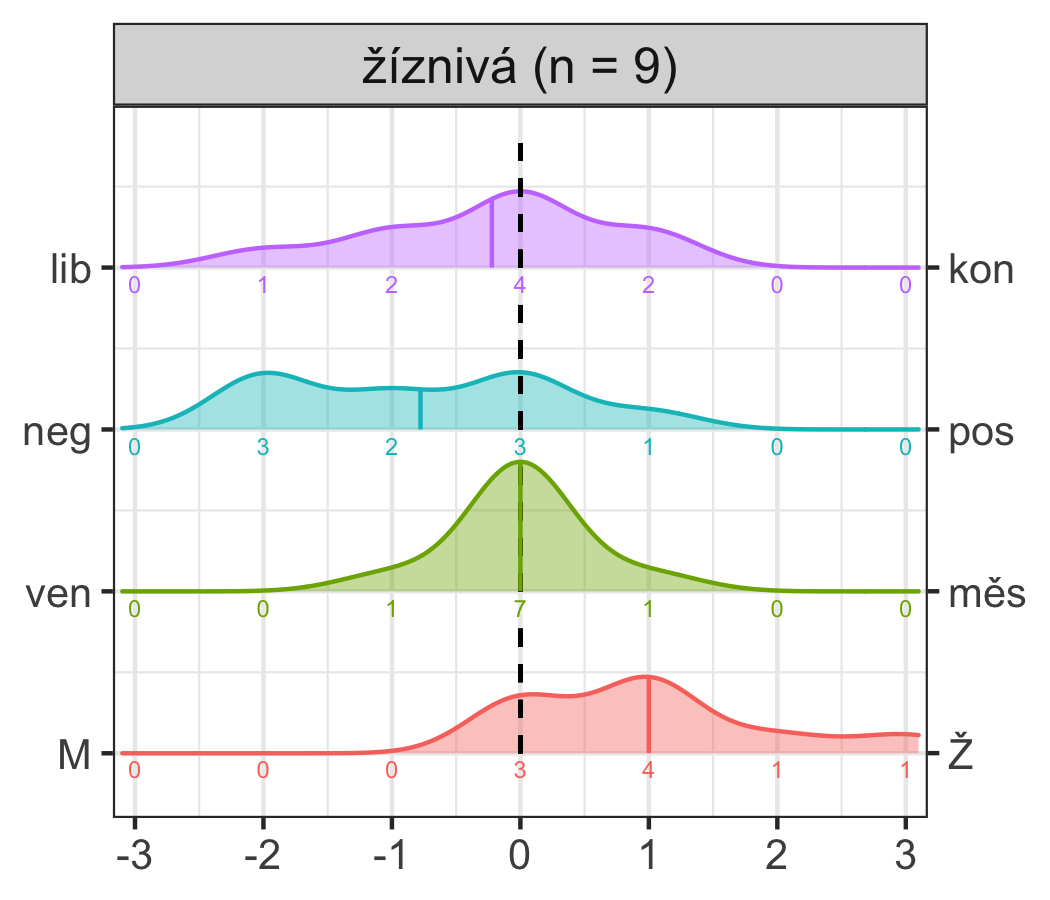 žíznivá (n = 9)
lib kon
0 1 2 4 2 0 0
neg pos
0 3 2 3 1 0 0
ven měs
0 0 1 7 1 0 0
M Ž
0 0 0 3 4 1 1
-3 -2 -1 0 1 2 3